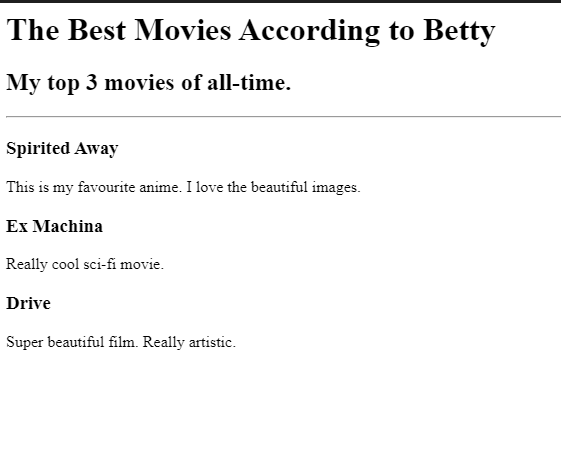 The Best Movies According to Betty
My top 3 movies of all-time.
Spirited Away
This is my favourite anime. I love the beautiful images.
Ex Machina
Really cool sci-fi movie.
Drive
Super beautiful film. Really artistic.